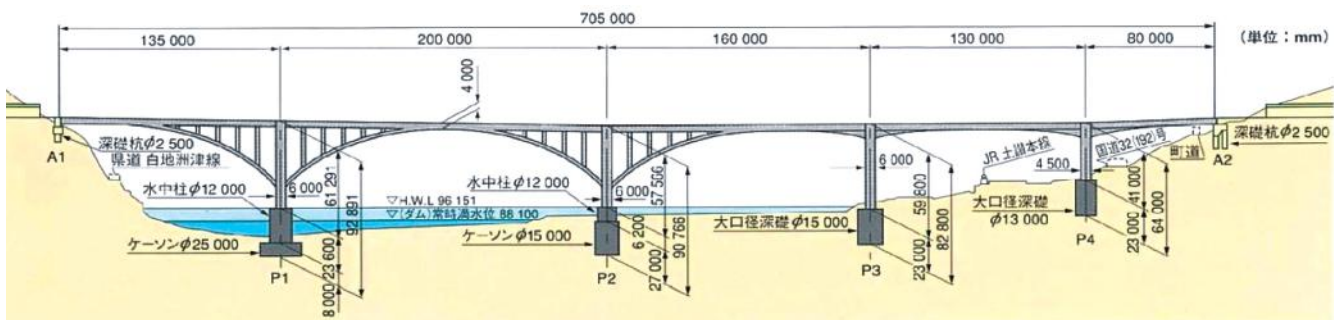 705 000
135 000
200 000
160 000
130 000
80 000
(単位：mm)
4 000
A1
深礎杭φ2 500
県道 白地洲津線
水中柱φ12 000
6 000
61 291
92 891
ケーソンφ25 000
P1
23 600
8 000
▽H.W.L 96 151
▽(ダム)常時満水位 88 100
水中柱φ12 000
6 000
57 566
90 766
ケーソンφ15 000
6 200
27 000
P2
6 000
59 800
82 800
大口径深礎φ15 000
23 000
P3
JR 土讃本線
国道32(192)号
町道
4 500
41 000
64 000
大口径深礎
φ13 000
23 000
P4
A2
深礎杭φ2 500